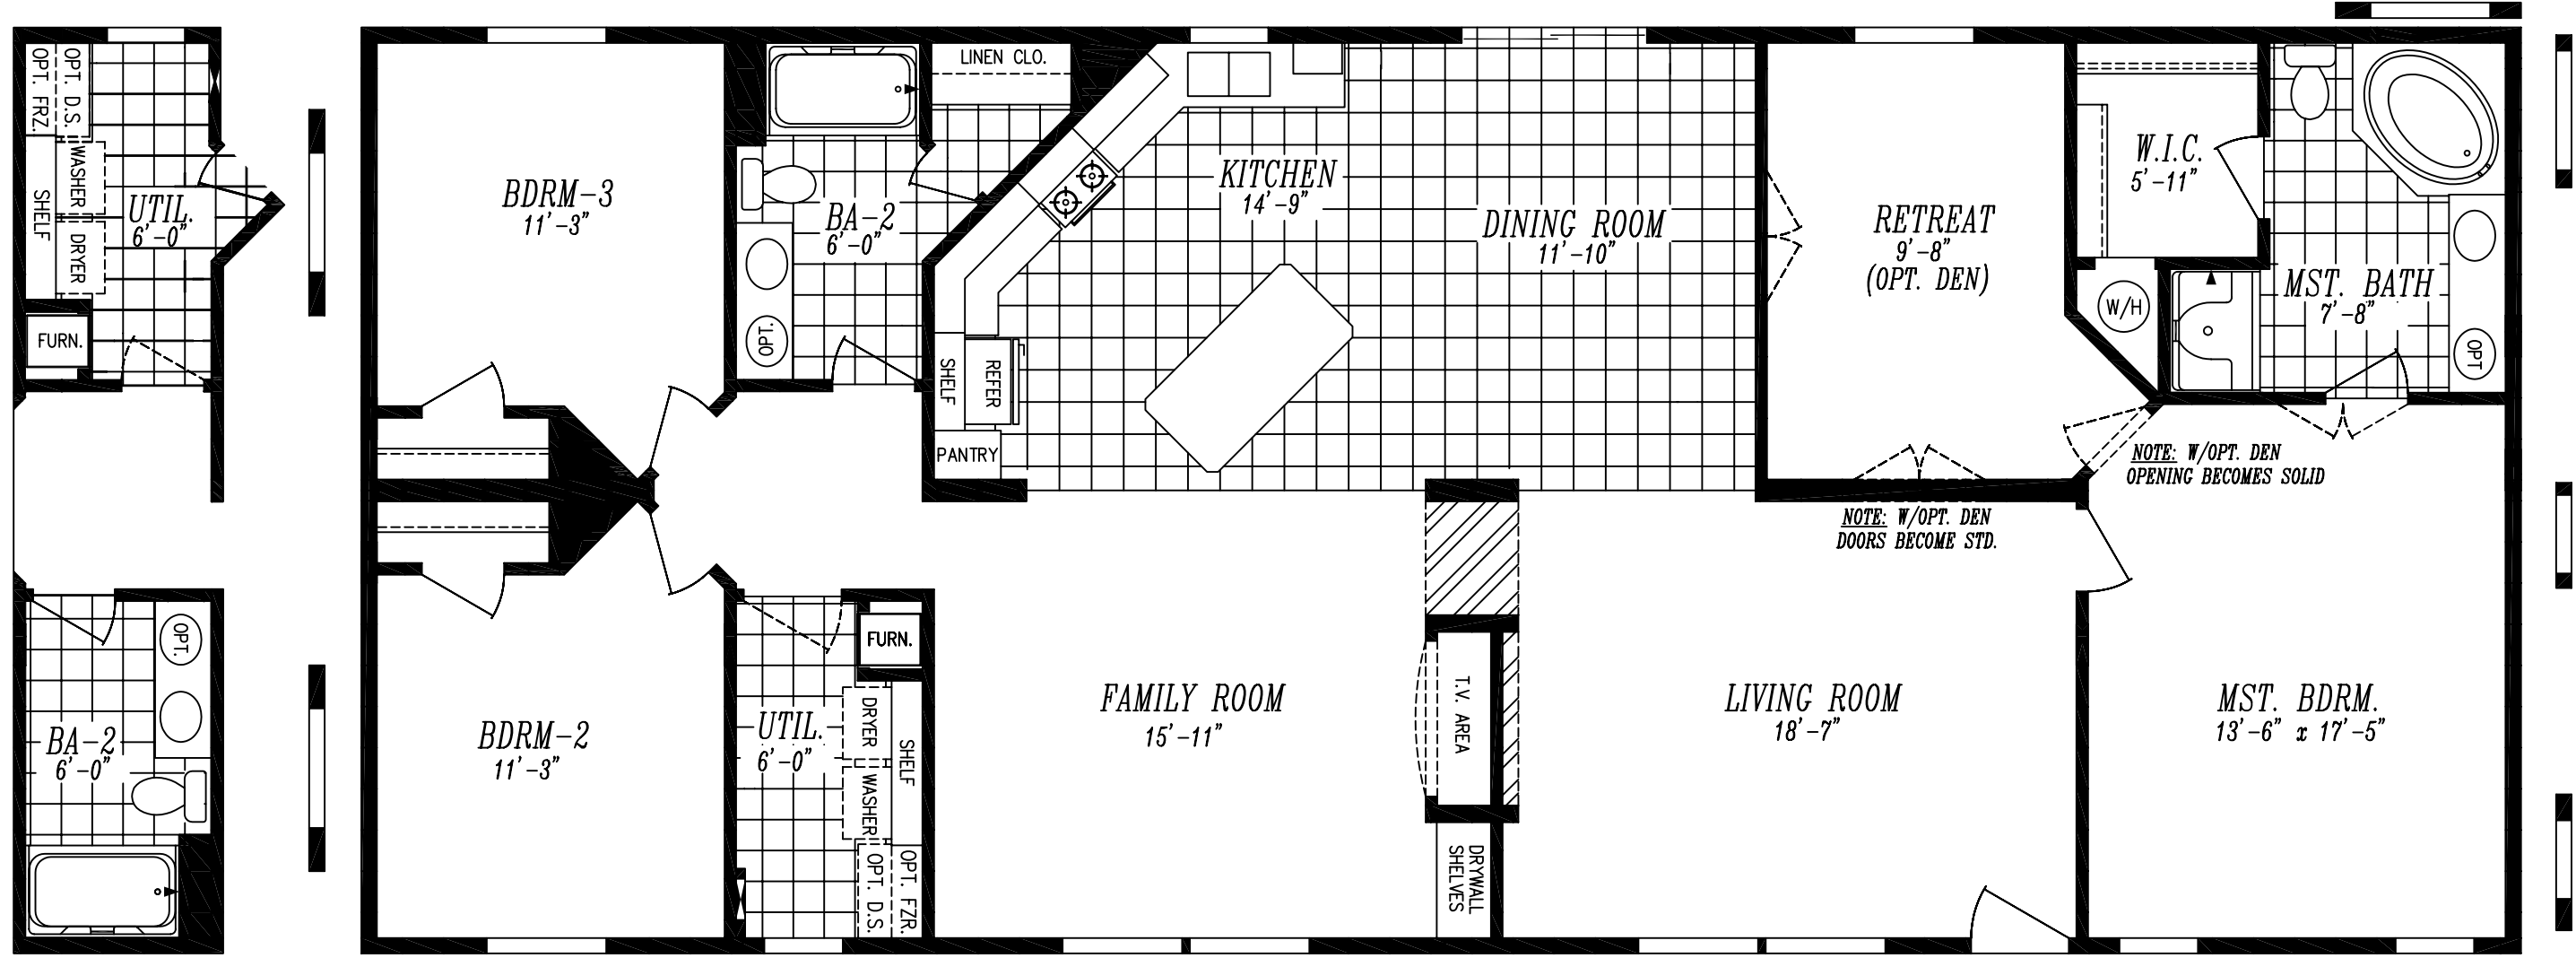 OPT. FRZ.
OPT. D.S.
WASHER
SHELF
DRYER
UTIL.
6'-0"
FURN.
OPT.
BA-2
6'-0"
BDRM-3
11'-3"
LINEN CLO.
BA-2
6'-0"
OPT.
KITCHEN
14'-9"
SHELF
REFER
PANTRY
DINING ROOM
11'-10"
RETREAT
9'-8"
(OPT. DEN)
W.I.C.
5'-11"
W/H
MST. BATH
7'-8"
OPT
NOTE: W/OPT. DEN
OPENING BECOMES SOLID
NOTE: W/OPT. DEN
DOORS BECOME STD.
BDRM-2
11'-3"
FURN.
UTIL.
6'-0"
DRYER
SHELF
WASHER
OPT. D.S.
OPT. FZR.
FAMILY ROOM
15'-11"
T.V. AREA
DRYWALL
SHELVES
LIVING ROOM
18'-7"
MST. BDRM.
13'-6" x 17'-5"